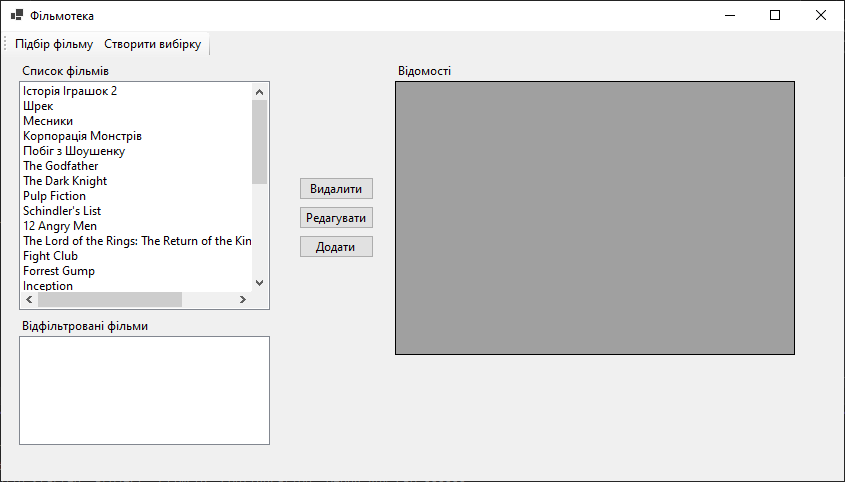 Фільмотека
Підбір фільму Створити вибірку
Список фільмів
Історія Іграшок 2
Шрек
Месники
Корпорація Монстрів
Побіг з Шоушенку
The Godfather
The Dark Knight
Pulp Fiction
Schindler's List
12 Angry Men
The Lord of the Rings: The Return of the Kin
Fight Club
Forrest Gump
Inception
Відфільтровані фільми
Видалити
Редагувати
Додати
Відомості